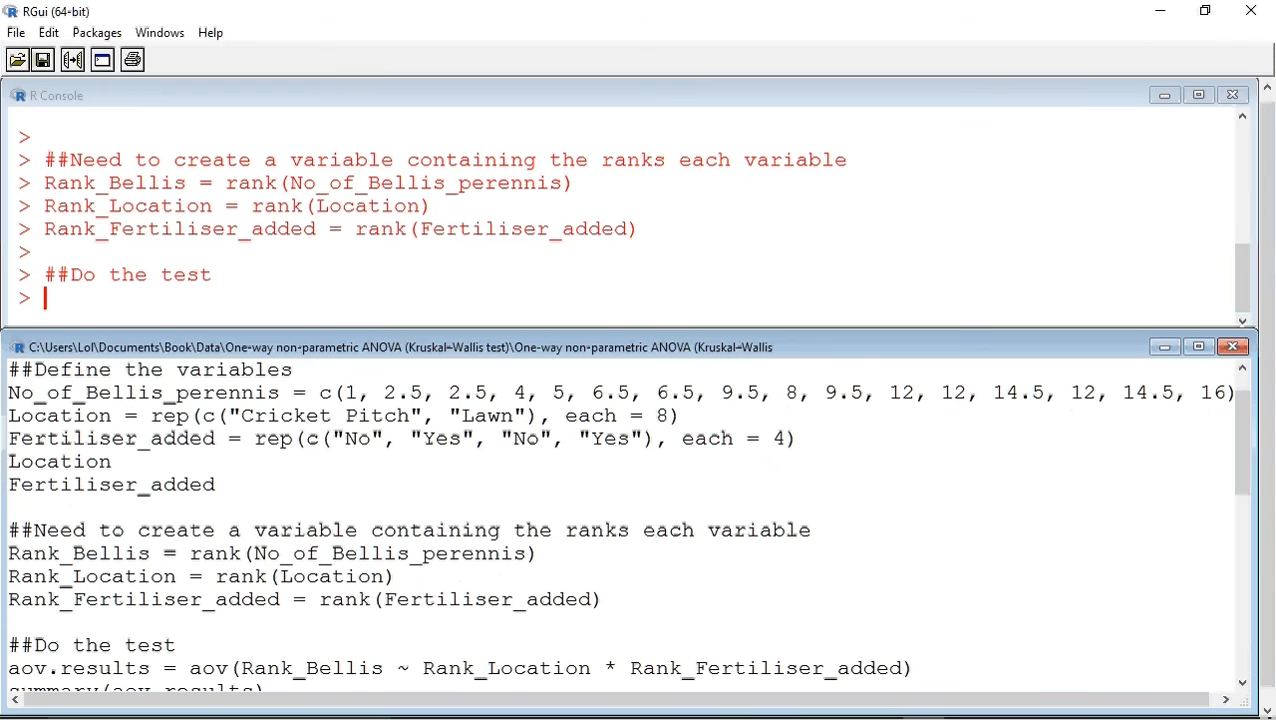 RGui (64-bit)
File Edit Packages Windows Help
R Console
>
> ##Need to create a variable containing the ranks each variable
> Rank_Bellis = rank(No_of_Bellis_perennis)
> Rank_Location = rank(Location)
> Rank_Fertiliser_added = rank(Fertiliser_added)
>
> ##Do the test
>
C:\Users\Lol\Documents\Book\Data\One-way non-parametric ANOVA (Kruskal-Wallis test)\One-way non-parametric ANOVA (Kruskal-Wallis
##Define the variables
No_of_Bellis_perennis = c(1, 2.5, 2.5, 4, 5, 6.5, 6.5, 9.5, 8, 9.5, 12, 12, 14.5, 12, 14.5, 16)
Location = rep(c("Cricket Pitch", "Lawn"), each = 8)
Fertiliser_added = rep(c("No", "Yes", "No", "Yes"), each = 4)
Location
Fertiliser_added
##Need to create a variable containing the ranks each variable
Rank_Bellis = rank(No_of_Bellis_perennis)
Rank_Location = rank(Location)
Rank_Fertiliser_added = rank(Fertiliser_added)
##Do the test
aov.results = aov(Rank_Bellis ~ Rank_Location * Rank_Fertiliser_added)
summary(aov.results)